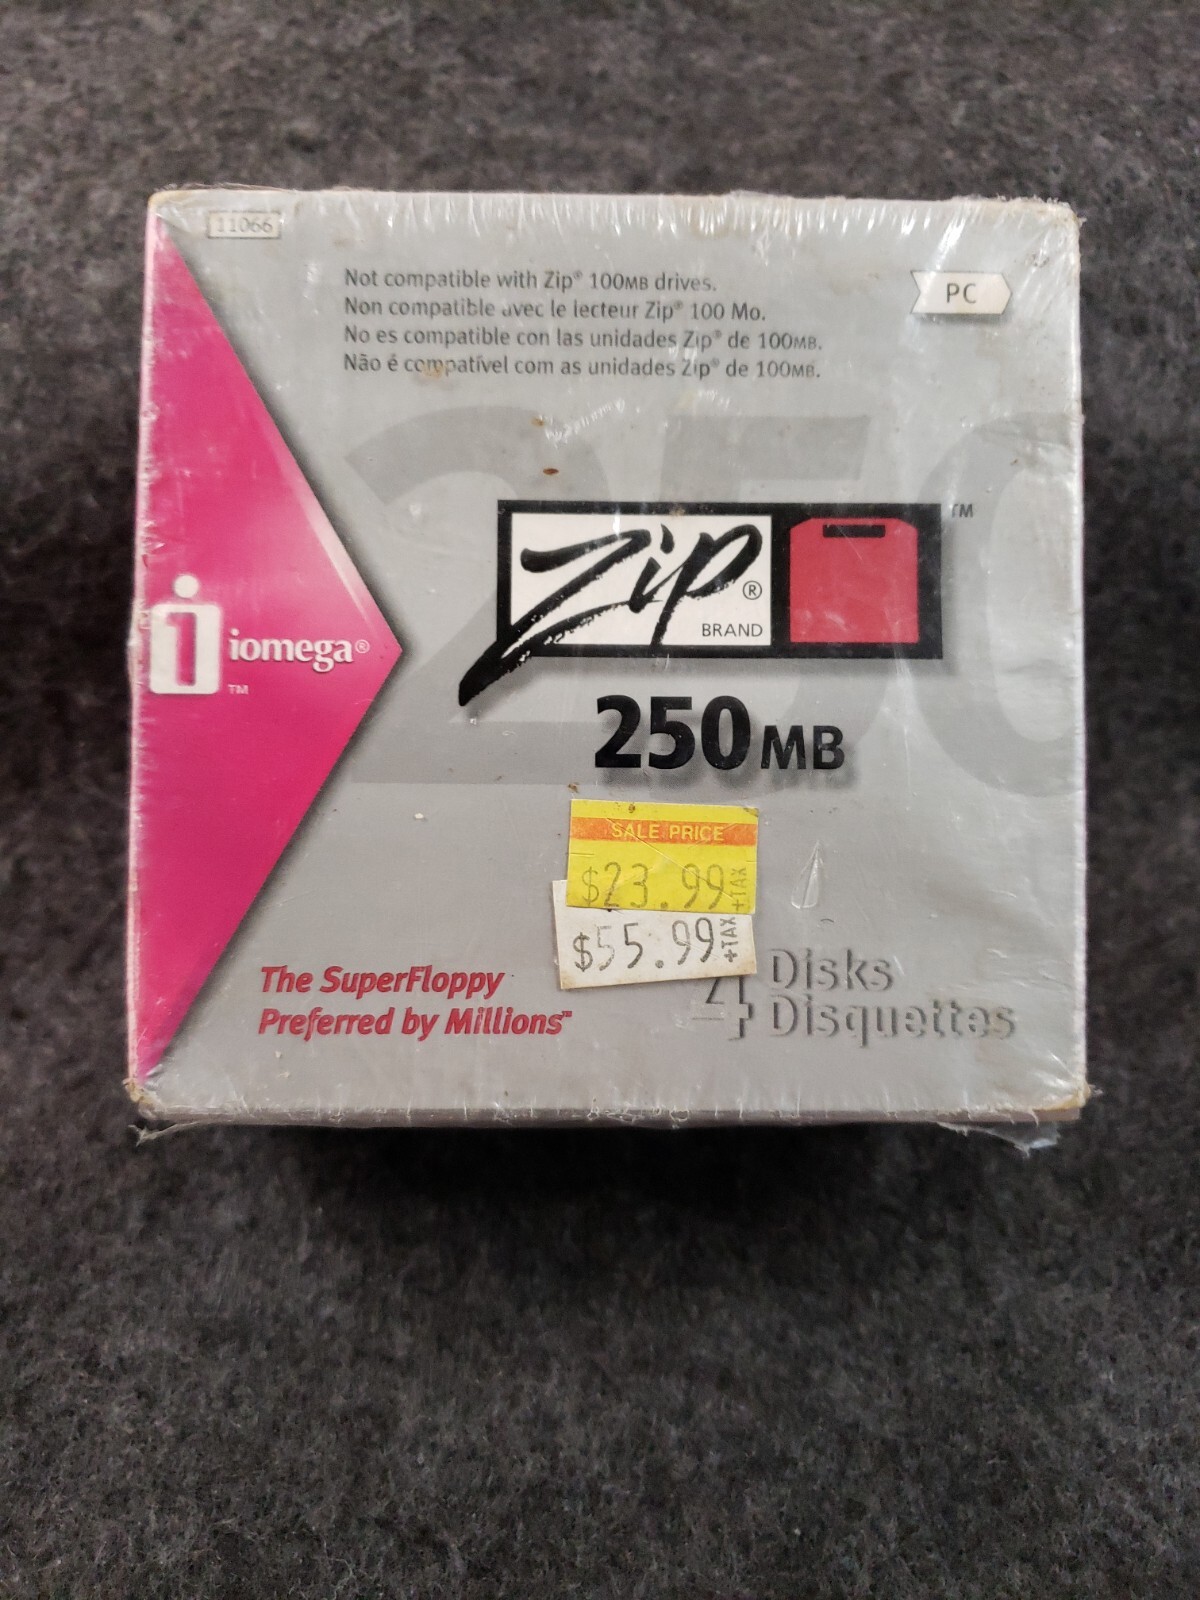 11066
Not compatible with Zip® 100MB drives.
Non compatible avec le lecteur Zip® 100 Mo.
No es compatible con las unidades Zip® de 100MB.
Não é compatível com as unidades Zip® de 100MB.
PC
250
Zip®
BRAND
™
250MB
i iomega®
™
SALE PRICE
$23.99 +TAX
$55.99 +TAX
The SuperFloppy
Preferred by Millions™
4 Disks
Disquettes